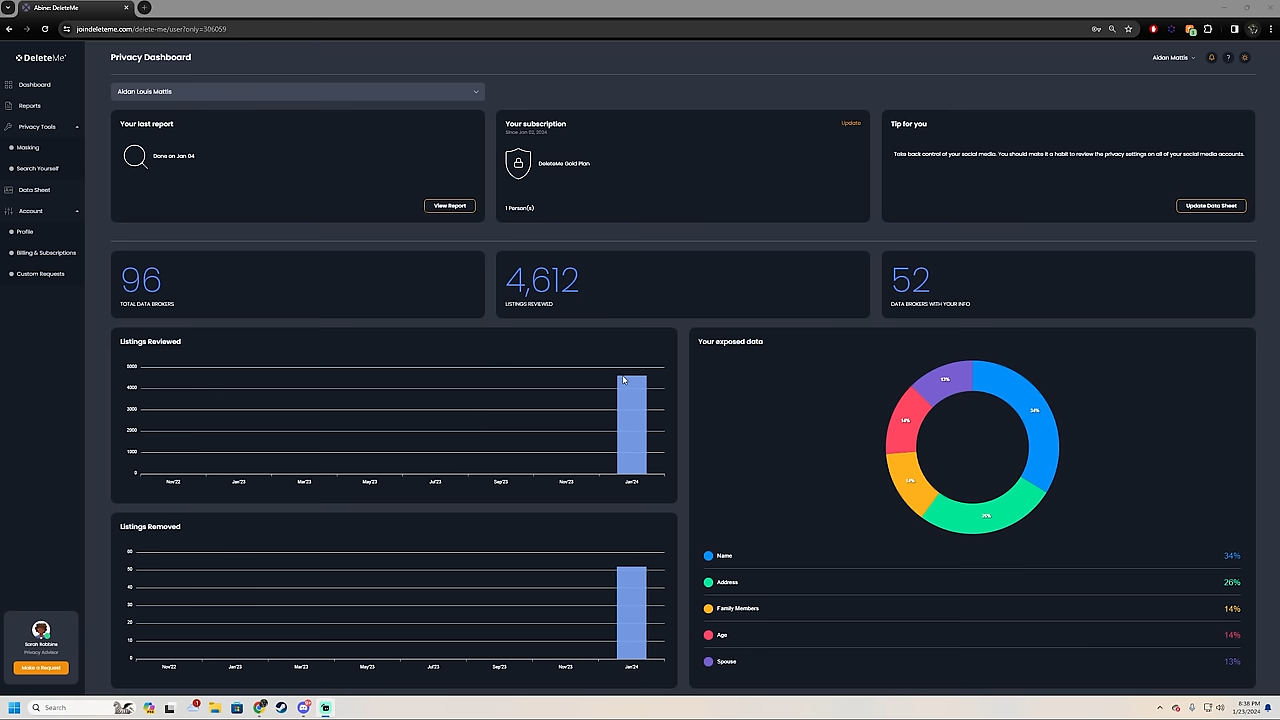 Abine: DeleteMe
joindeleteme.com/delete-me/user?only=306059
DeleteMe
Dashboard
Reports
Privacy Tools
Masking
Search Yourself
Data Sheet
Account
Profile
Billing & Subscriptions
Custom Requests
Sarah Robbins
Privacy Advisor
Make a Request
Privacy Dashboard
Aidan Mattis
?
Aidan Louis Mattis
Your last report
Done on Jan 04
View Report
Your subscription
Update
Since Jan 02, 2024
DeleteMe Gold Plan
1 Person(s)
Tip for you
Take back control of your social media. You should make it a habit to review the privacy settings on all of your social media accounts.
Update Data Sheet
96
TOTAL DATA BROKERS
4,612
LISTINGS REVIEWED
52
DATA BROKERS WITH YOUR INFO
Listings Reviewed
5000
4000
3000
2000
1000
0
Nov'22 Jan'23 Mar'23 May'23 Jul'23 Sep'23 Nov'23 Jan'24
Listings Removed
60
50
40
30
20
10
0
Nov'22 Jan'23 Mar'23 May'23 Jul'23 Sep'23 Nov'23 Jan'24
Your exposed data
13%
34%
14%
14%
26%
Name 34%
Address 26%
Family Members 14%
Age 14%
Spouse 13%
Search
8:38 PM
1/23/2024